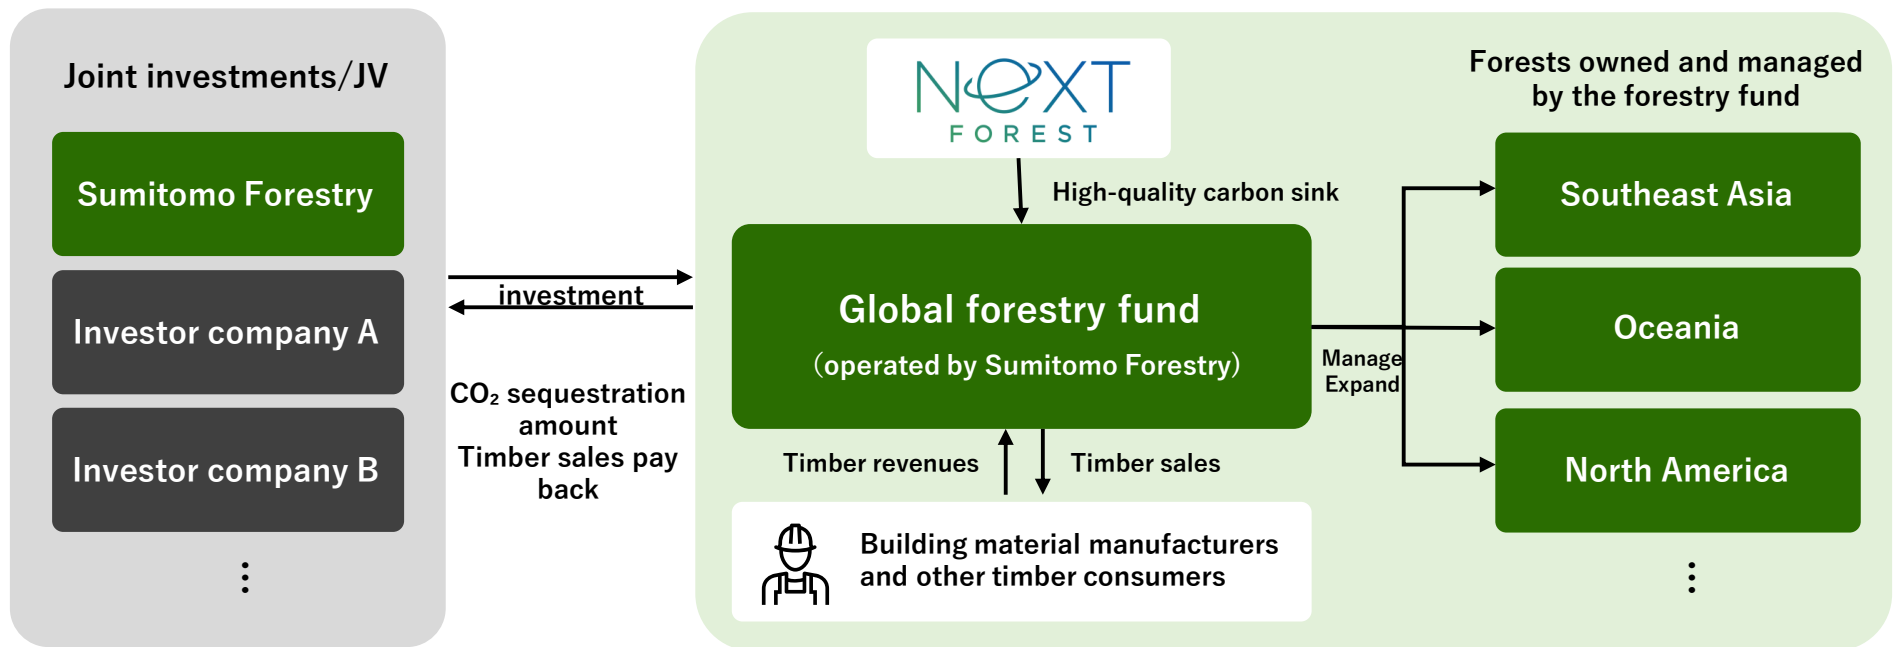 Joint investments/JV
Sumitomo Forestry
Investor company A
Investor company B
⋮
investment
CO₂ sequestration
amount
Timber sales pay
back
NeXT
FOREST
High-quality carbon sink
Global forestry fund
(operated by Sumitomo Forestry)
Timber revenues
Timber sales
Building material manufacturers
and other timber consumers
Manage
Expand
Forests owned and managed
by the forestry fund
Southeast Asia
Oceania
North America
⋮